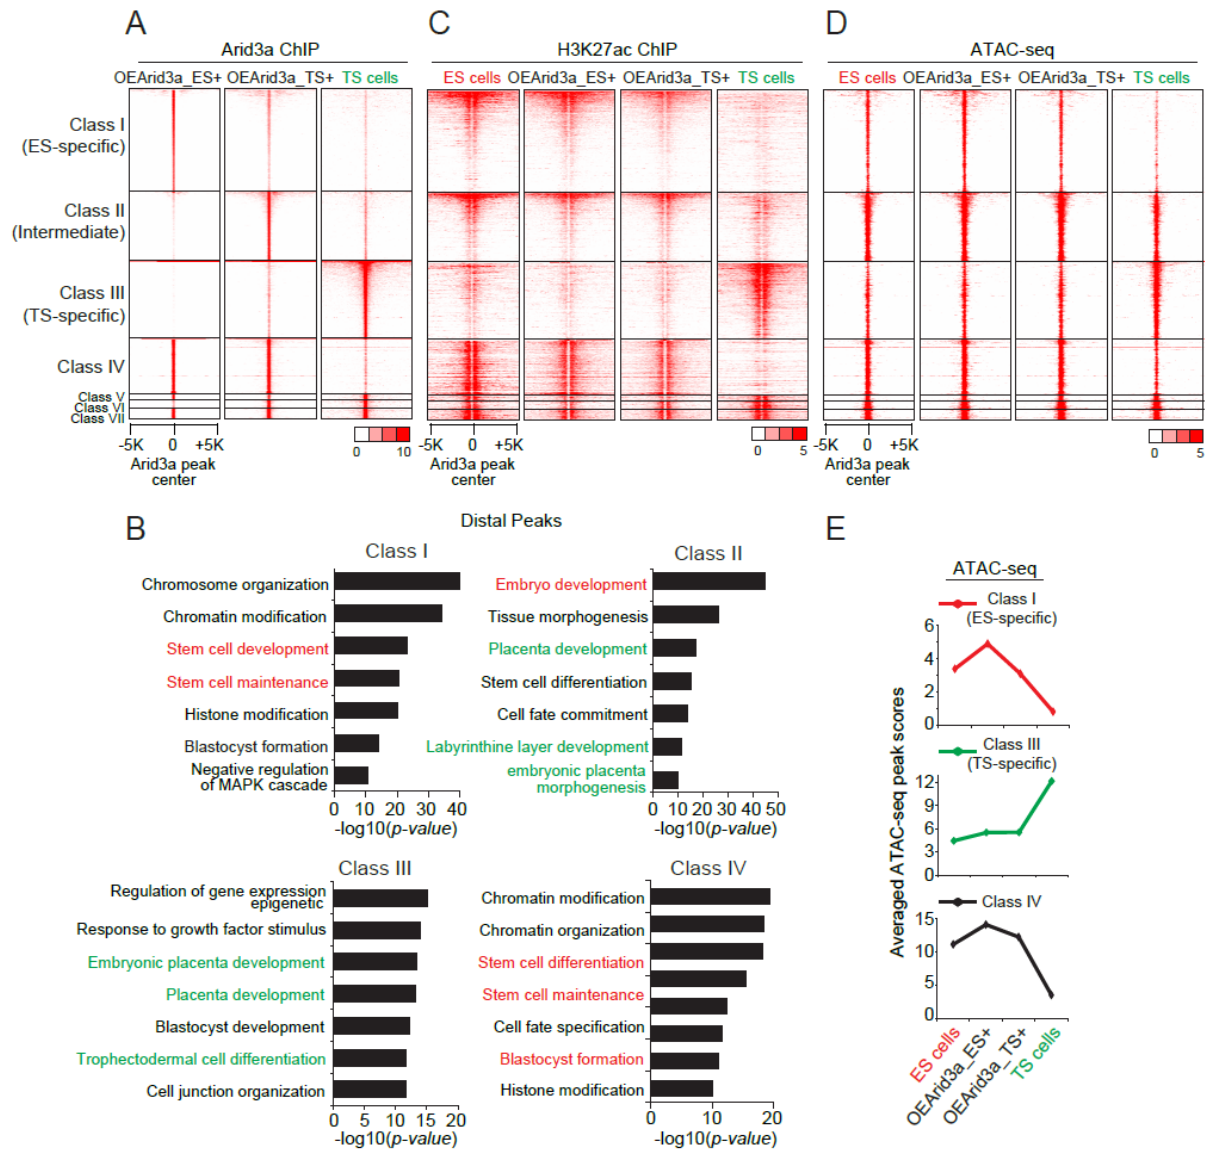 A
Arid3a ChIP
OEArid3a_ES+ OEArid3a_TS+ TS cells
Class I
(ES-specific)
Class II
(Intermediate)
Class III
(TS-specific)
Class IV
Class V
Class VI
Class VII
-5K 0 +5K
Arid3a peak
center
0 10
C
H3K27ac ChIP
ES cells OEArid3a_ES+ OEArid3a_TS+ TS cells
-5K 0 +5K
Arid3a peak
center
0 5
D
ATAC-seq
ES cells OEArid3a_ES+ OEArid3a_TS+ TS cells
-5K 0 +5K
Arid3a peak
center
0 5
B
Distal Peaks
Class I
Chromosome organization
Chromatin modification
Stem cell development
Stem cell maintenance
Histone modification
Blastocyst formation
Negative regulation
of MAPK cascade
0 10 20 30 40
-log10(p-value)
Class II
Embryo development
Tissue morphogenesis
Placenta development
Stem cell differentiation
Cell fate commitment
Labyrinthine layer development
embryonic placenta
morphogenesis
0 10 20 30 40 50
-log10(p-value)
Class III
Regulation of gene expression
epigenetic
Response to growth factor stimulus
Embryonic placenta development
Placenta development
Blastocyst development
Trophectodermal cell differentiation
Cell junction organization
0 5 10 15 20
-log10(p-value)
Class IV
Chromatin modification
Chromatin organization
Stem cell differentiation
Stem cell maintenance
Cell fate specification
Blastocyst formation
Histone modification
0 10 20
-log10(p-value)
E
ATAC-seq
Class I
(ES-specific)
6
4
2
0
Class III
(TS-specific)
12
9
6
3
0
Class IV
15
10
5
0
Averaged ATAC-seq peak scores
ES cells
OEArid3a_ES+
OEArid3a_TS+
TS cells